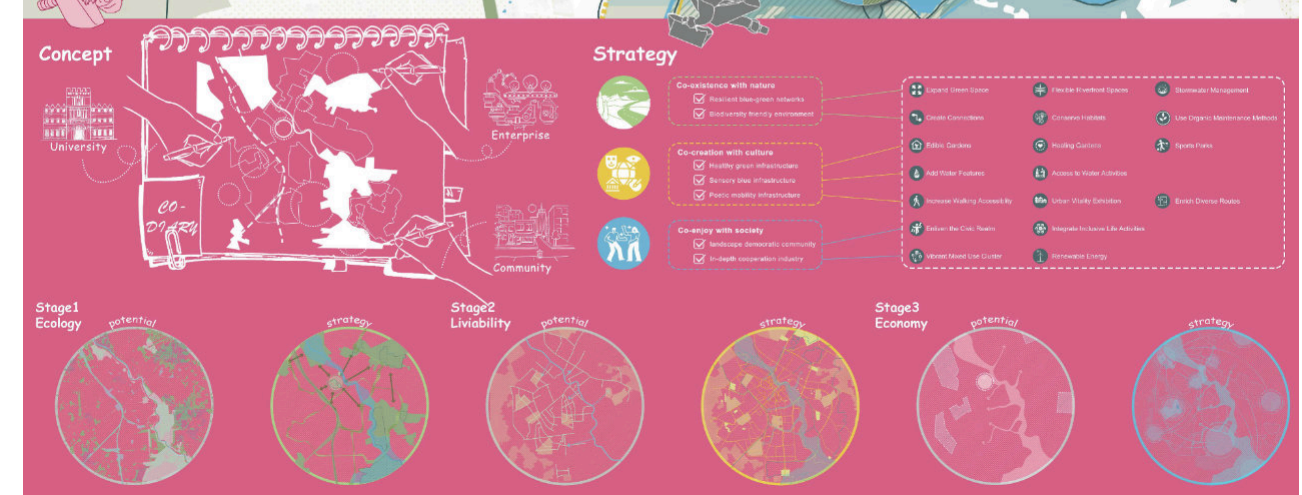 Concept
University
CO-
DIARY
Enterprise
Community
Strategy
Co-existence with nature
Resilient blue-green networks
Biodiversity friendly environment
Co-creation with culture
Healthy green infrastructure
Sensory blue infrastructure
Poetic mobility infrastructure
Co-enjoy with society
landscape democratic community
In-depth cooperation industry
Expand Green Space
Flexible Riverfront Spaces
Stormwater Management
Create Connections
Conserve Habitats
Use Organic Maintenance Methods
Edible Gardens
Healing Gardens
Sports Parks
Add Water Features
Access to Water Activities
Increase Walking Accessibility
Urban Vitality Exhibition
Enrich Diverse Routes
Enliven the Civic Realm
Integrate Inclusive Life Activities
Vibrant Mixed Use Cluster
Renewable Energy
Stage1
Ecology
potential
strategy
Stage2
Liviability
potential
strategy
Stage3
Economy
potential
strategy